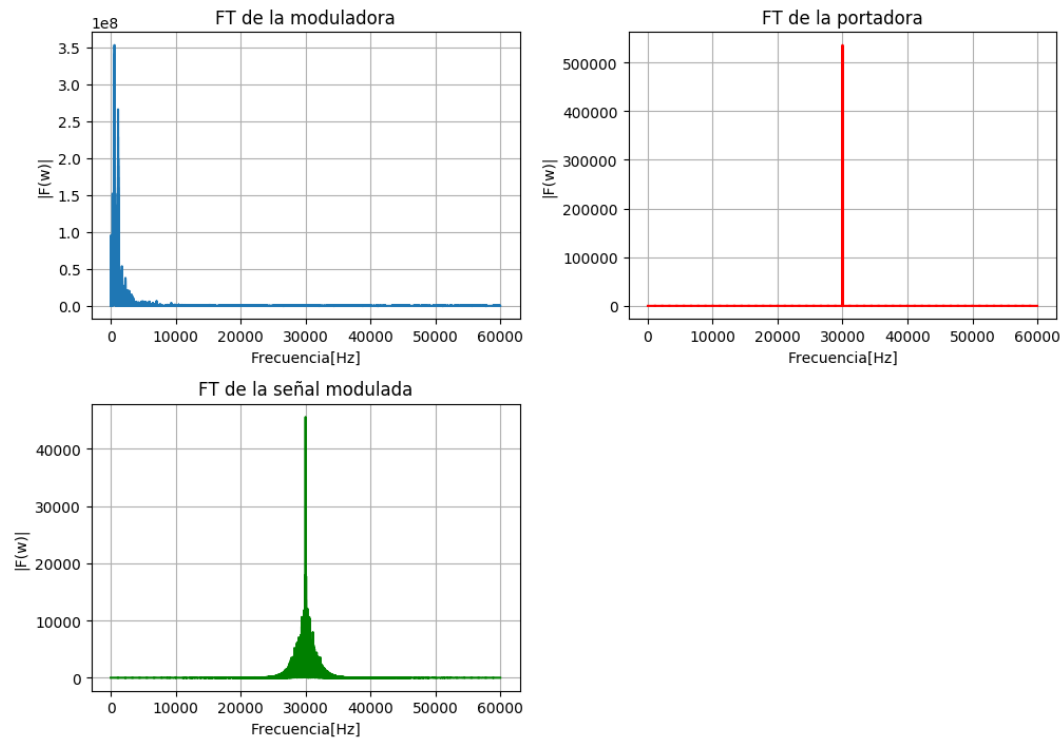 FT de la moduladora
1e8
3.5
3.0
2.5
2.0
1.5
1.0
0.5
0.0
|F(w)|
0 10000 20000 30000 40000 50000 60000
Frecuencia[Hz]
FT de la portadora
500000
400000
300000
200000
100000
0
|F(w)|
0 10000 20000 30000 40000 50000 60000
Frecuencia[Hz]
FT de la señal modulada
40000
30000
20000
10000
0
|F(w)|
0 10000 20000 30000 40000 50000 60000
Frecuencia[Hz]